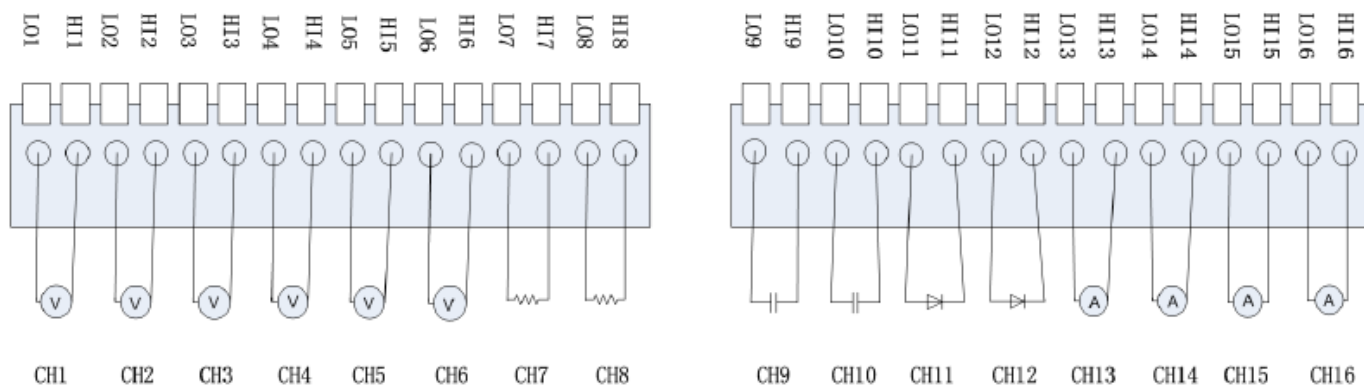 LO1 HI1 LO2 HI2 LO3 HI3 LO4 HI4 LO5 HI5 LO6 HI6 LO7 HI7 LO8 HI8 LO9 HI9 LO10 HI10 LO11 HI11 LO12 HI12 LO13 HI13 LO14 HI14 LO15 HI15 LO16 HI16
V V V V V V A A A A
CH1 CH2 CH3 CH4 CH5 CH6 CH7 CH8 CH9 CH10 CH11 CH12 CH13 CH14 CH15 CH16